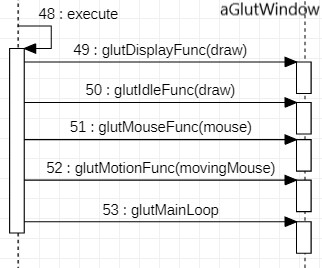 48 : execute
aGlutWindow
49 : glutDisplayFunc(draw)
50 : glutIdleFunc(draw)
51 : glutMouseFunc(mouse)
52 : glutMotionFunc(movingMouse)
53 : glutMainLoop